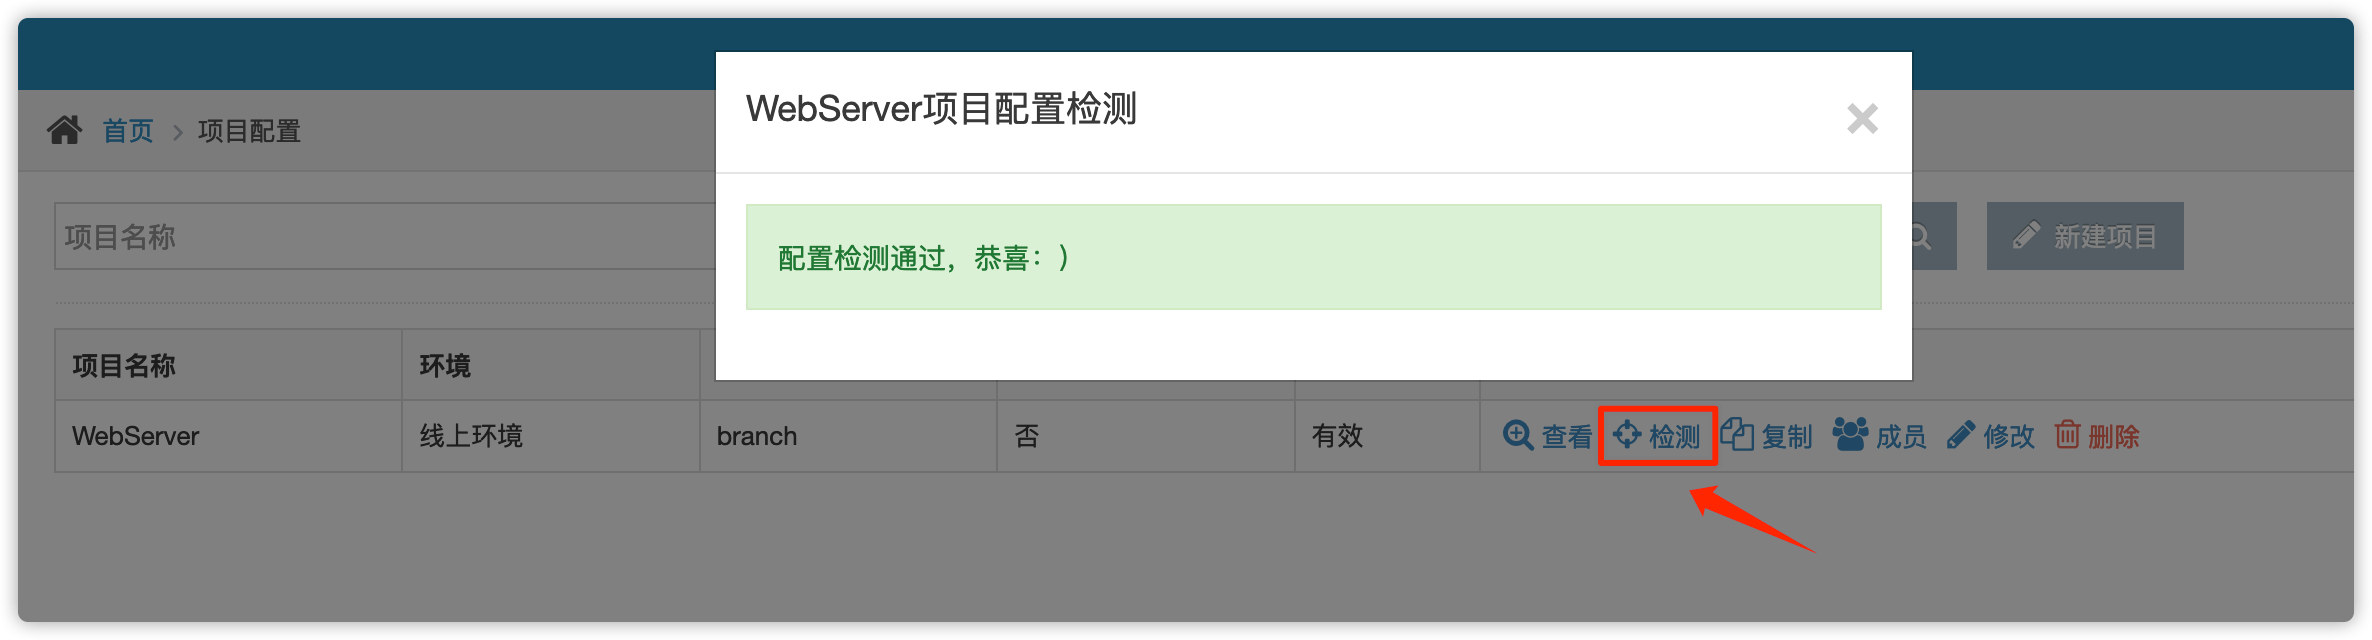 WebServer项目配置检测
×
首页 > 项目配置
配置检测通过，恭喜：)
项目名称
新建项目
项目名称 环境
WebServer 线上环境 branch 否 有效 查看 检测 复制 成员 修改 删除